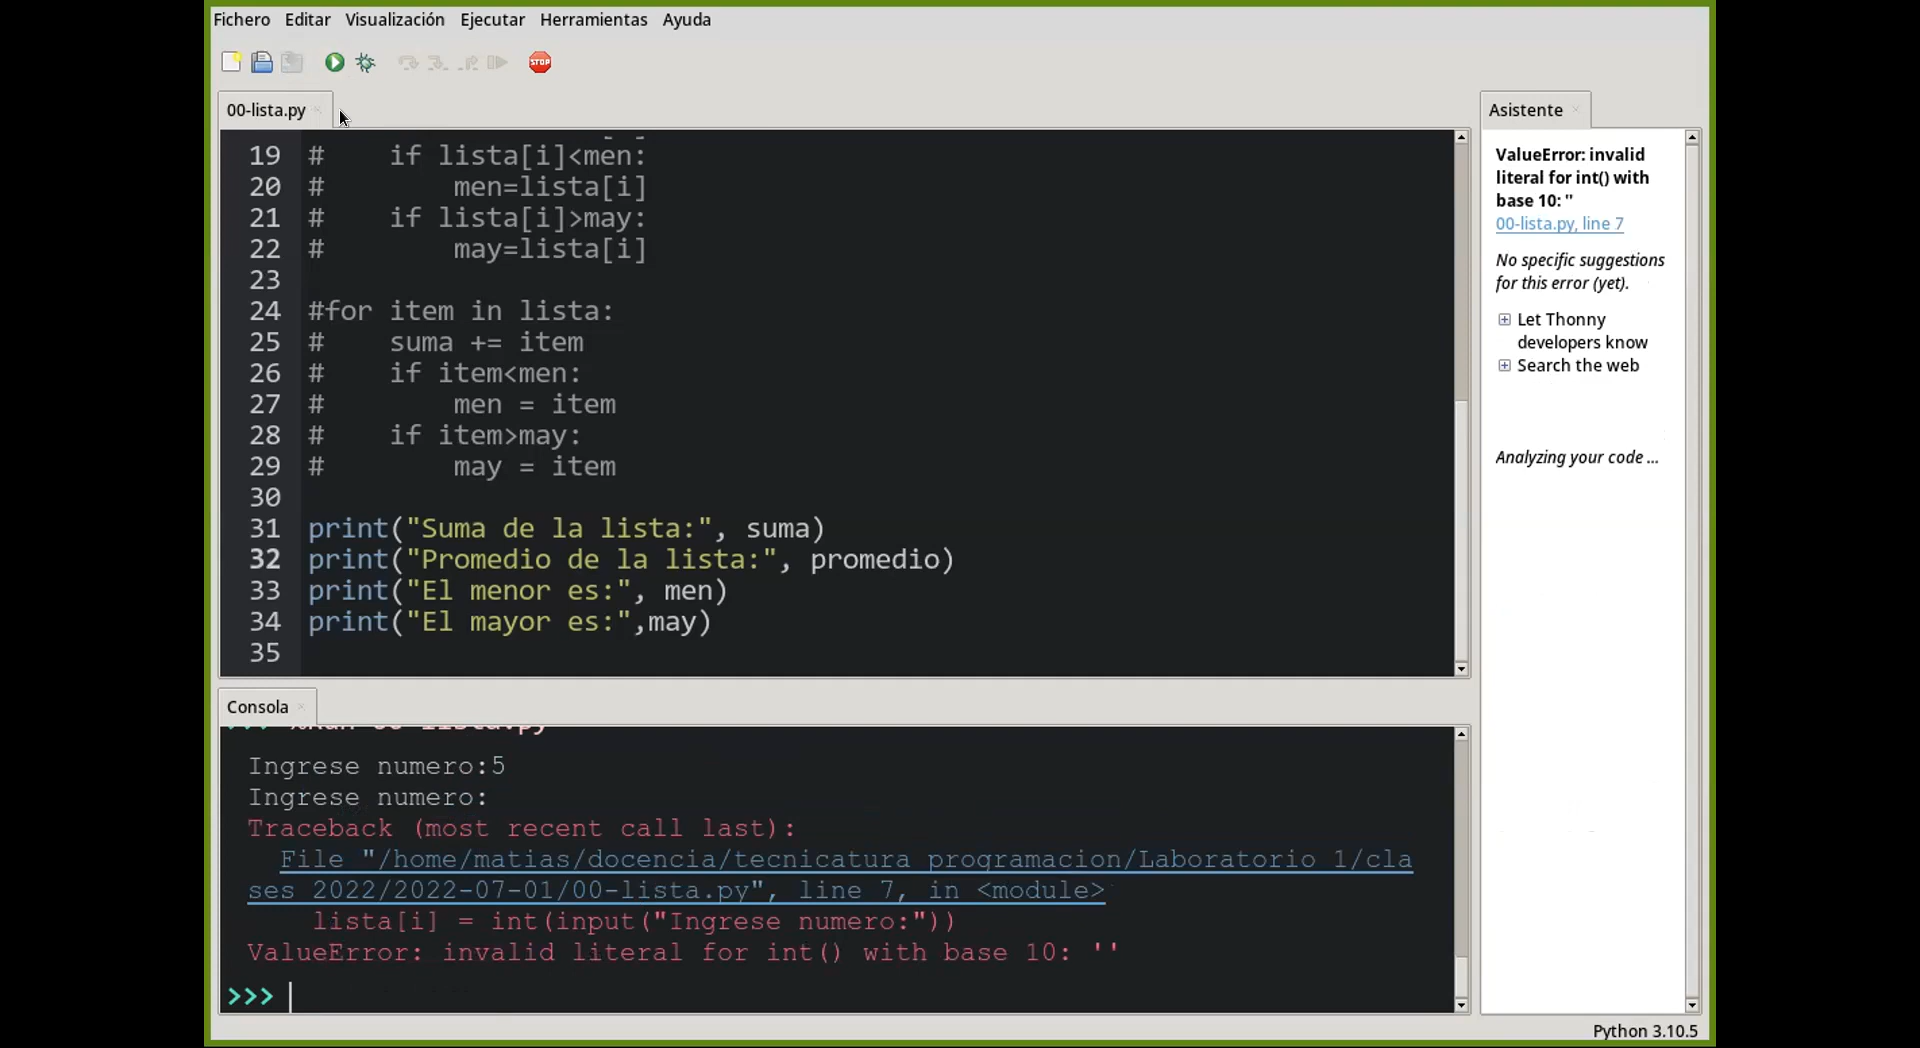 Fichero Editar Visualización Ejecutar Herramientas Ayuda
STOP
00-lista.py
19 #    if lista[i]<men:
20 #        men=lista[i]
21 #    if lista[i]>may:
22 #        may=lista[i]
23
24 #for item in lista:
25 #    suma += item
26 #    if item<men:
27 #        men = item
28 #    if item>may:
29 #        may = item
30
31 print("Suma de la lista:", suma)
32 print("Promedio de la lista:", promedio)
33 print("El menor es:", men)
34 print("El mayor es:",may)
35
Consola
Ingrese numero:5
Ingrese numero:
Traceback (most recent call last):
  File "/home/matias/docencia/tecnicatura programacion/Laboratorio 1/cla
ses 2022/2022-07-01/00-lista.py", line 7, in <module>
    lista[i] = int(input("Ingrese numero:"))
ValueError: invalid literal for int() with base 10: ''
>>>
Asistente
ValueError: invalid
literal for int() with
base 10: ''
00-lista.py, line 7
No specific suggestions
for this error (yet).
Let Thonny
developers know
Search the web
Analyzing your code ...
Python 3.10.5